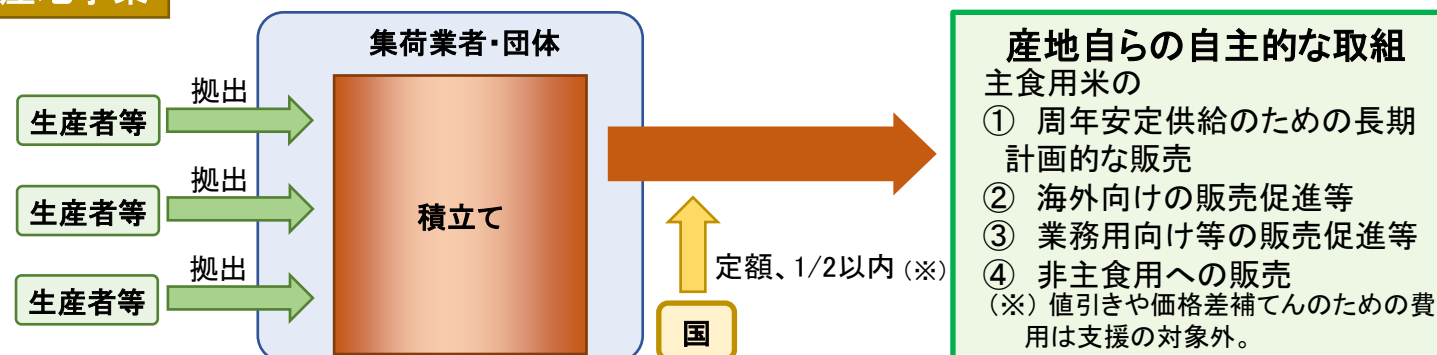 集荷業者・団体
生産者等
拠出
生産者等
拠出
生産者等
拠出
積立て
定額、1/2以内（※）
国
産地自らの自主的な取組
主食用米の
① 周年安定供給のための長期
計画的な販売
② 海外向けの販売促進等
③ 業務用向け等の販売促進等
④ 非主食用への販売
（※）値引きや価格差補てんのための費
用は支援の対象外。